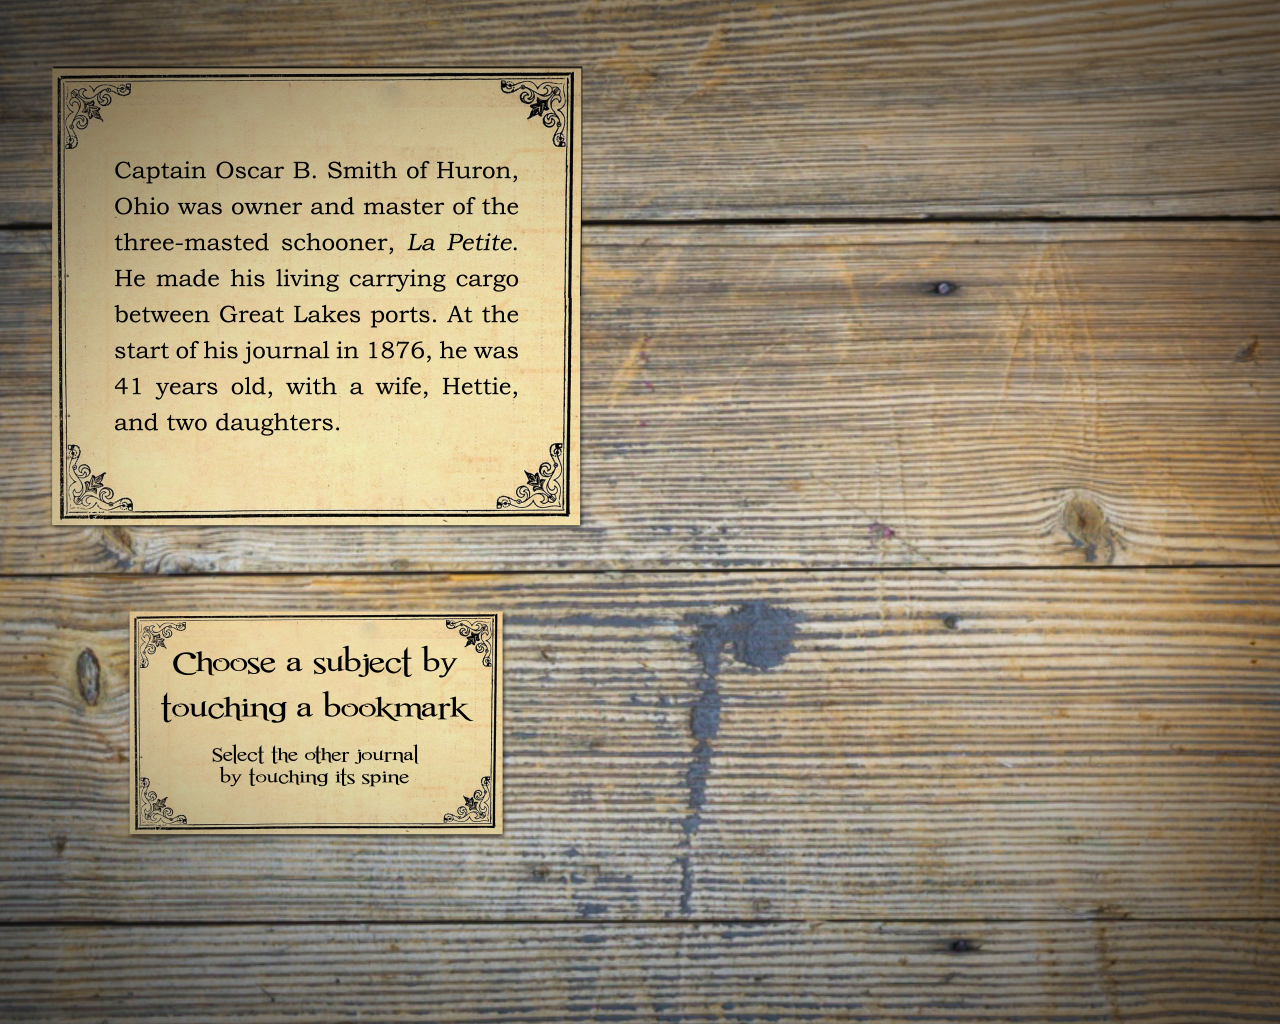 Captain Oscar B. Smith of Huron,
Ohio was owner and master of the
three-masted schooner, La Petite.
He made his living carrying cargo
between Great Lakes ports. At the
start of his journal in 1876, he was
41 years old, with a wife, Hettie,
and two daughters.
Choose a subject by
touching a bookmark
Select the other journal
by touching its spine